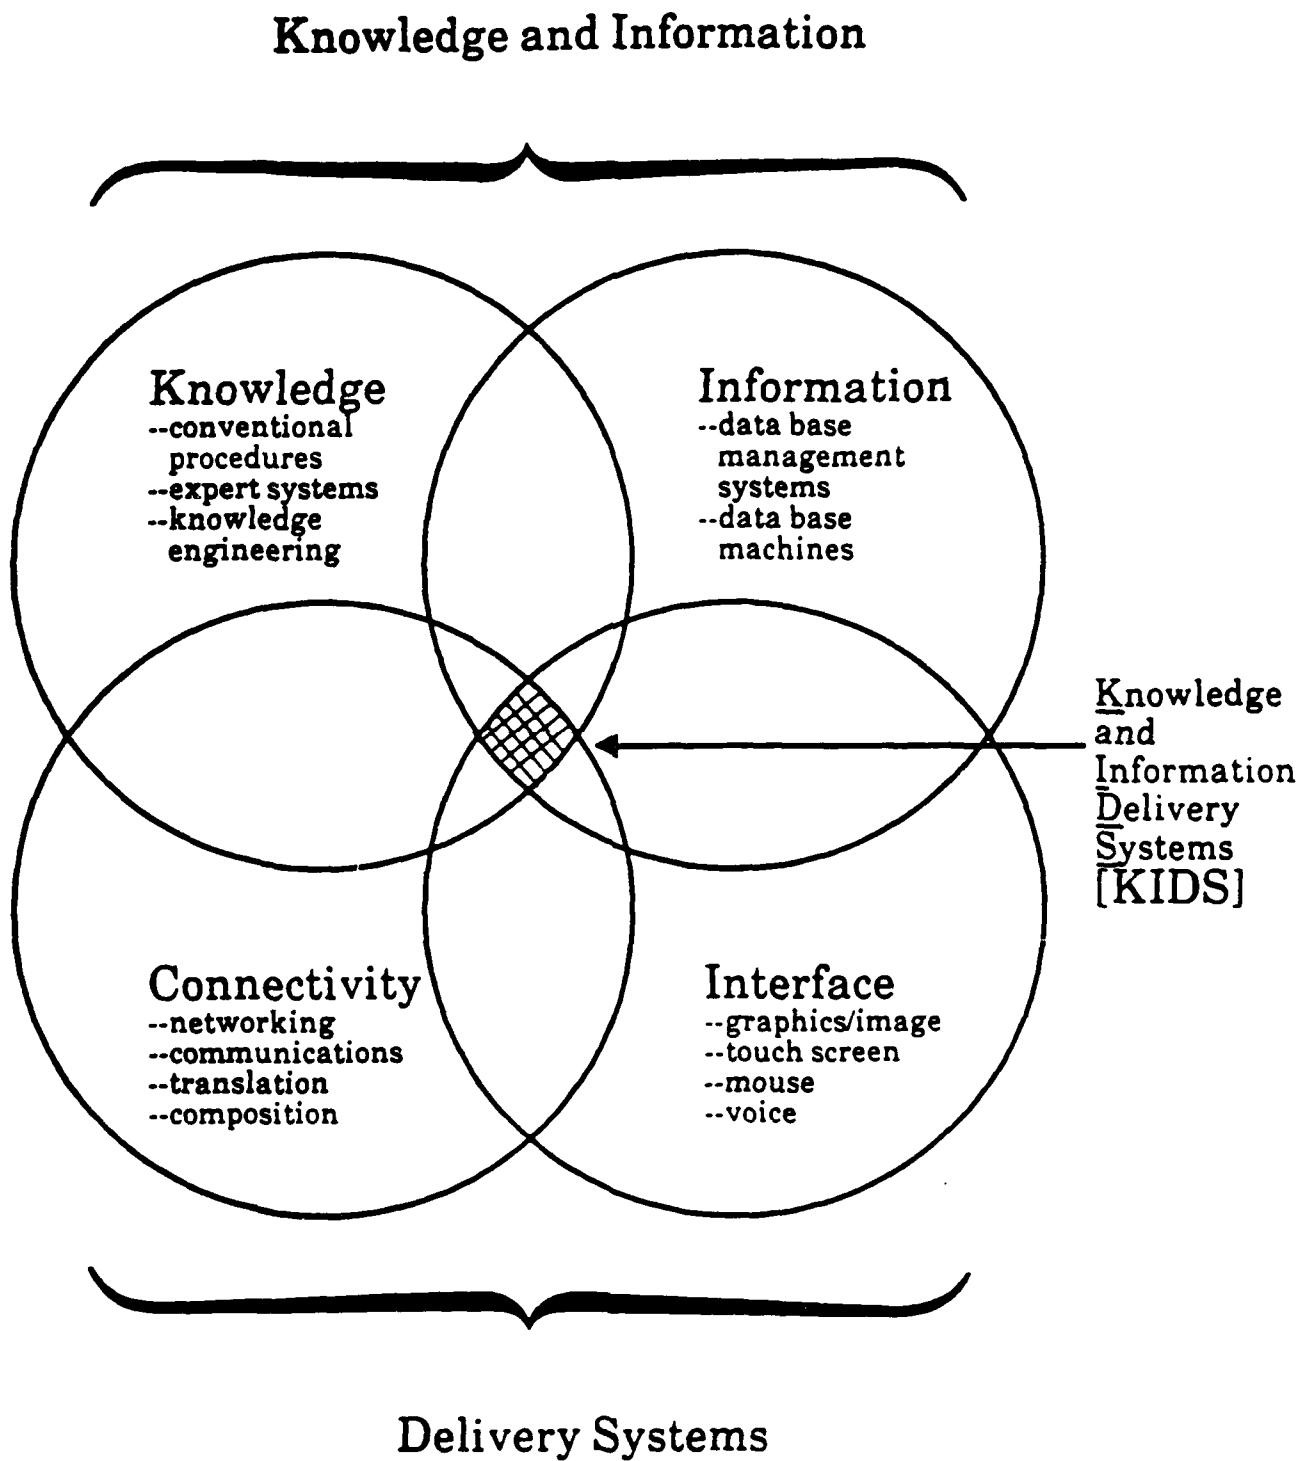 Knowledge and Information
Knowledge
--conventional
procedures
--expert systems
--knowledge
engineering
Information
--data base
management
systems
--data base
machines
Knowledge
and
Information
Delivery
Systems
[KIDS]
Connectivity
--networking
--communications
--translation
--composition
Interface
--graphics/image
--touch screen
--mouse
--voice
Delivery Systems